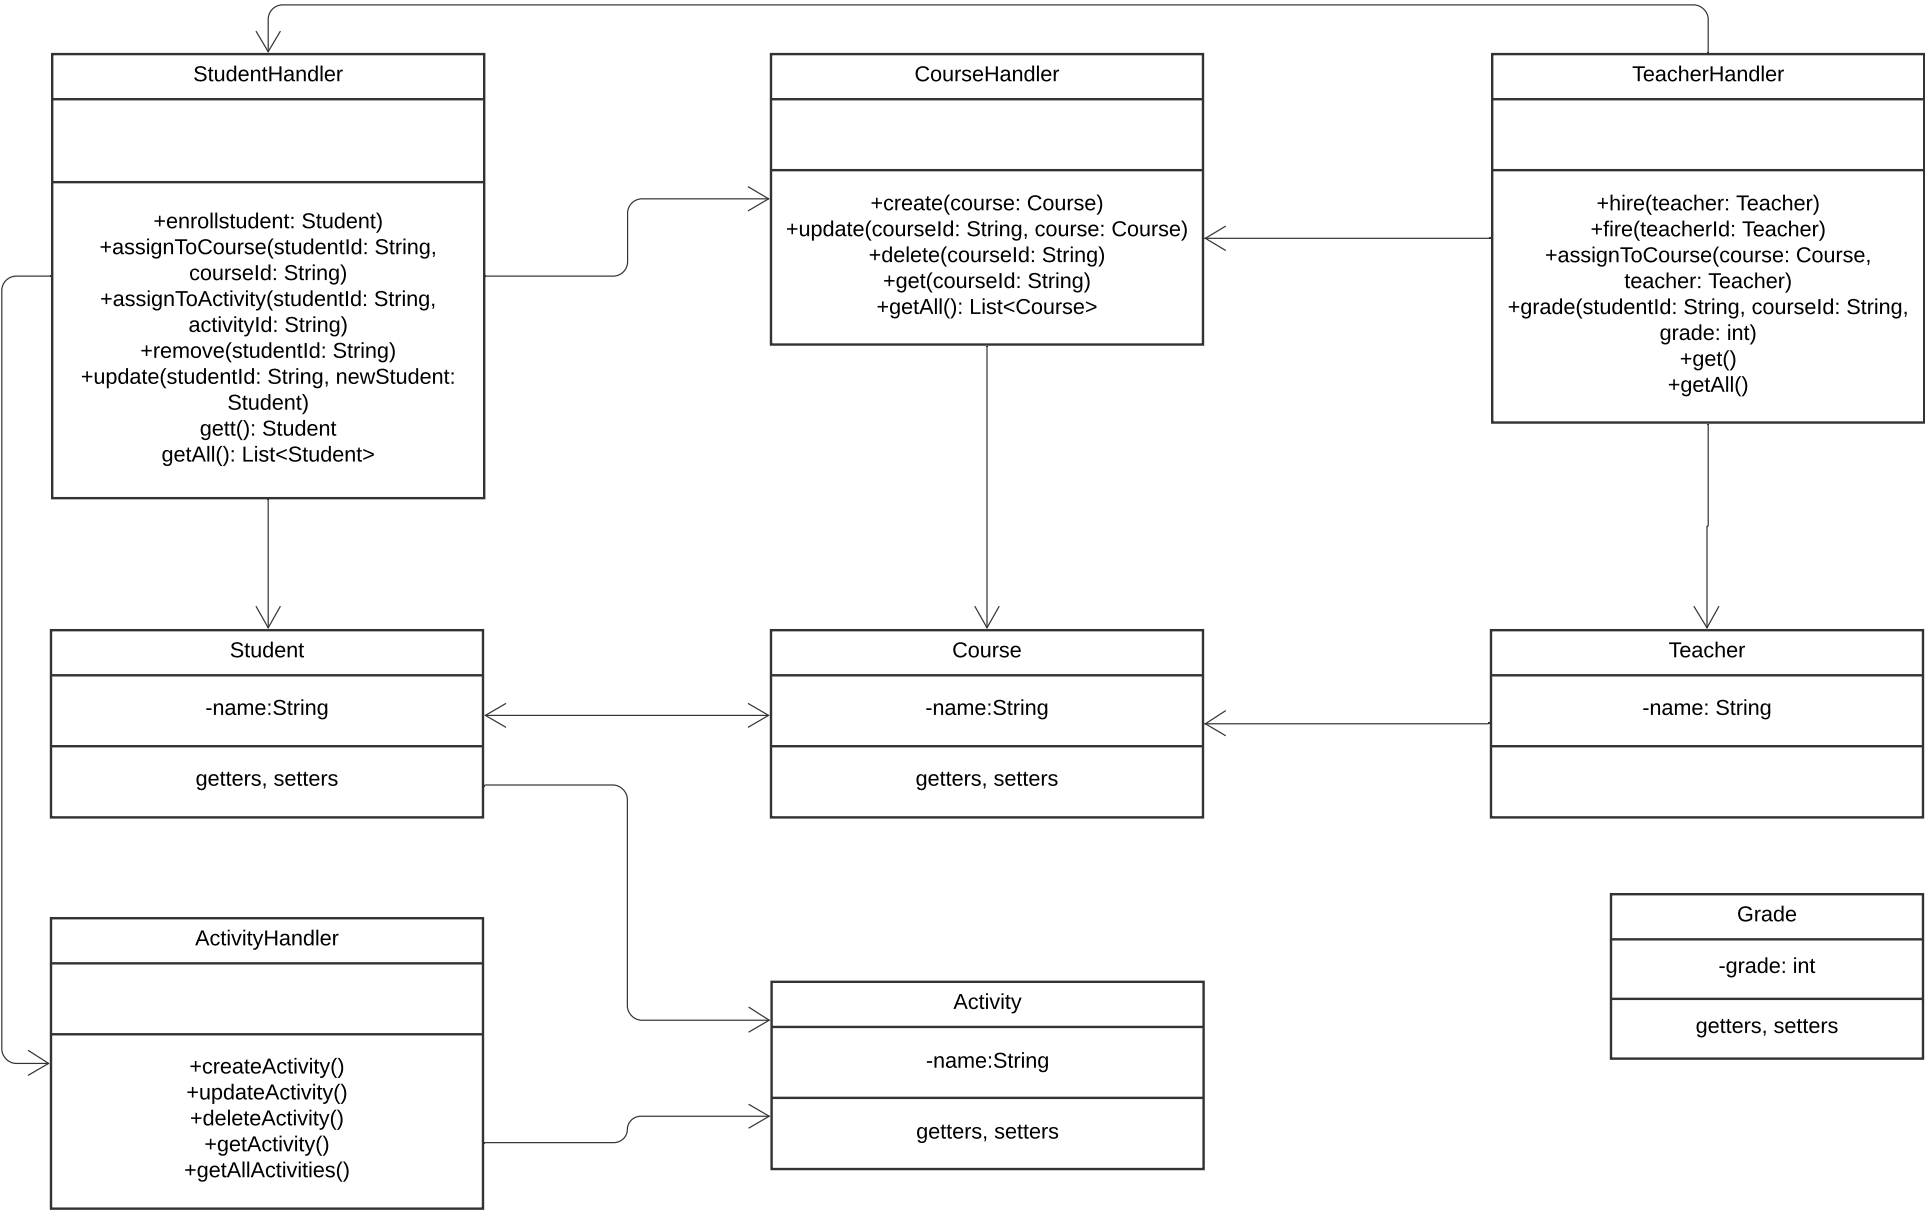 StudentHandler
+enrollstudent: Student)
+assignToCourse(studentId: String,
courseId: String)
+assignToActivity(studentId: String,
activityId: String)
+remove(studentId: String)
+update(studentId: String, newStudent:
Student)
gett(): Student
getAll(): List<Student>
CourseHandler
+create(course: Course)
+update(courseId: String, course: Course)
+delete(courseId: String)
+get(courseId: String)
+getAll(): List<Course>
TeacherHandler
+hire(teacher: Teacher)
+fire(teacherId: Teacher)
+assignToCourse(course: Course,
teacher: Teacher)
+grade(studentId: String, courseId: String,
grade: int)
+get()
+getAll()
Student
-name:String
getters, setters
Course
-name:String
getters, setters
Teacher
-name: String
ActivityHandler
+createActivity()
+updateActivity()
+deleteActivity()
+getActivity()
+getAllActivities()
Activity
-name:String
getters, setters
Grade
-grade: int
getters, setters